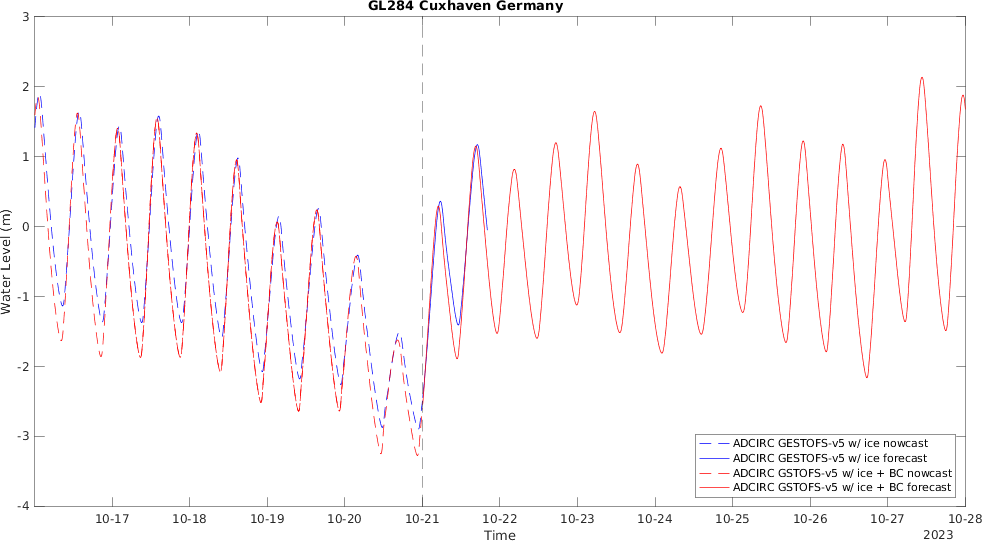 GL284 Cuxhaven Germany
3
2
1
0
-1
-2
-3
-4
Water Level (m)
10-17 10-18 10-19 10-20 10-21 10-22 10-23 10-24 10-25 10-26 10-27 10-28
Time
2023
ADCIRC GESTOFS-v5 w/ ice nowcast
ADCIRC GESTOFS-v5 w/ ice forecast
ADCIRC GSTOFS-v5 w/ ice + BC nowcast
ADCIRC GSTOFS-v5 w/ ice + BC forecast